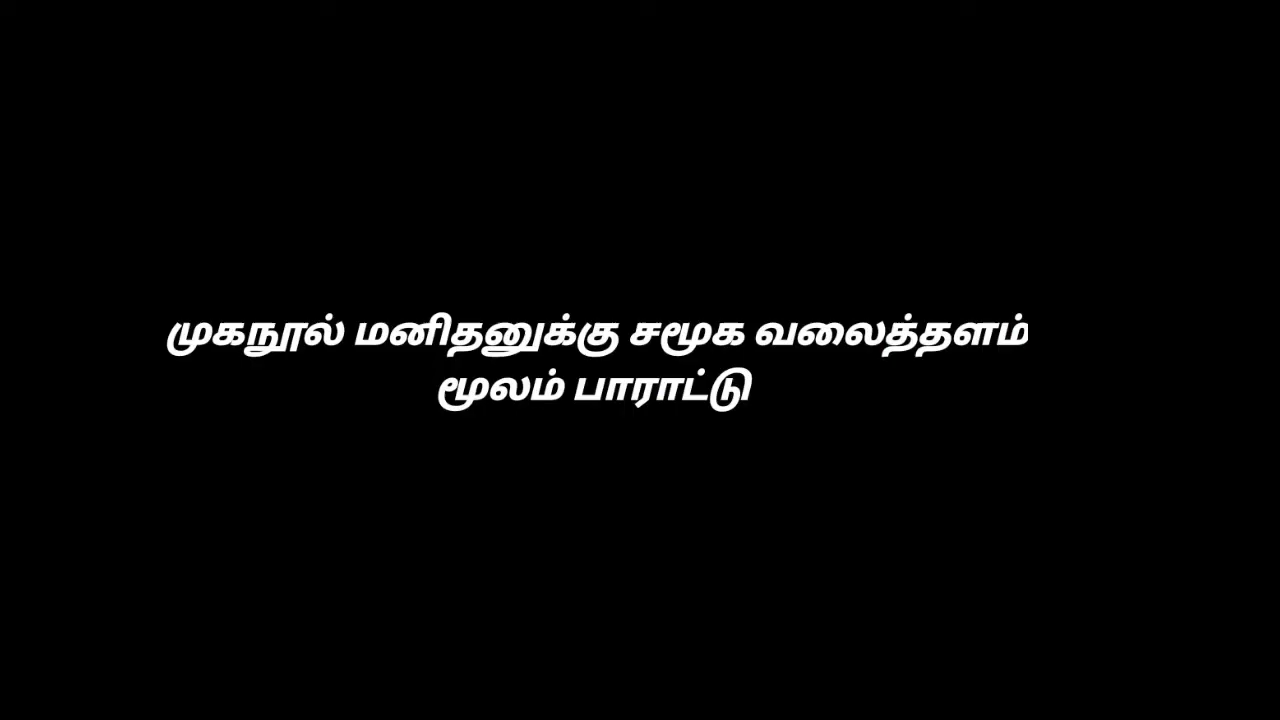 முகநூல் மனிதனுக்கு சமூக வலைத்தளம்
மூலம் பாராட்டு